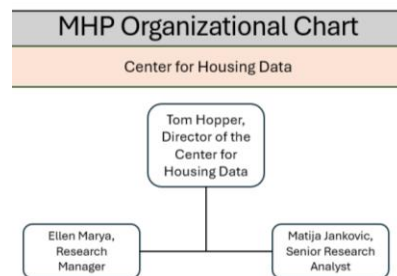 MHP Organizational Chart
Center for Housing Data
Tom Hopper,
Director of the
Center for
Housing Data
Ellen Marya,
Research
Manager
Matija Jankovic,
Senior Research
Analyst